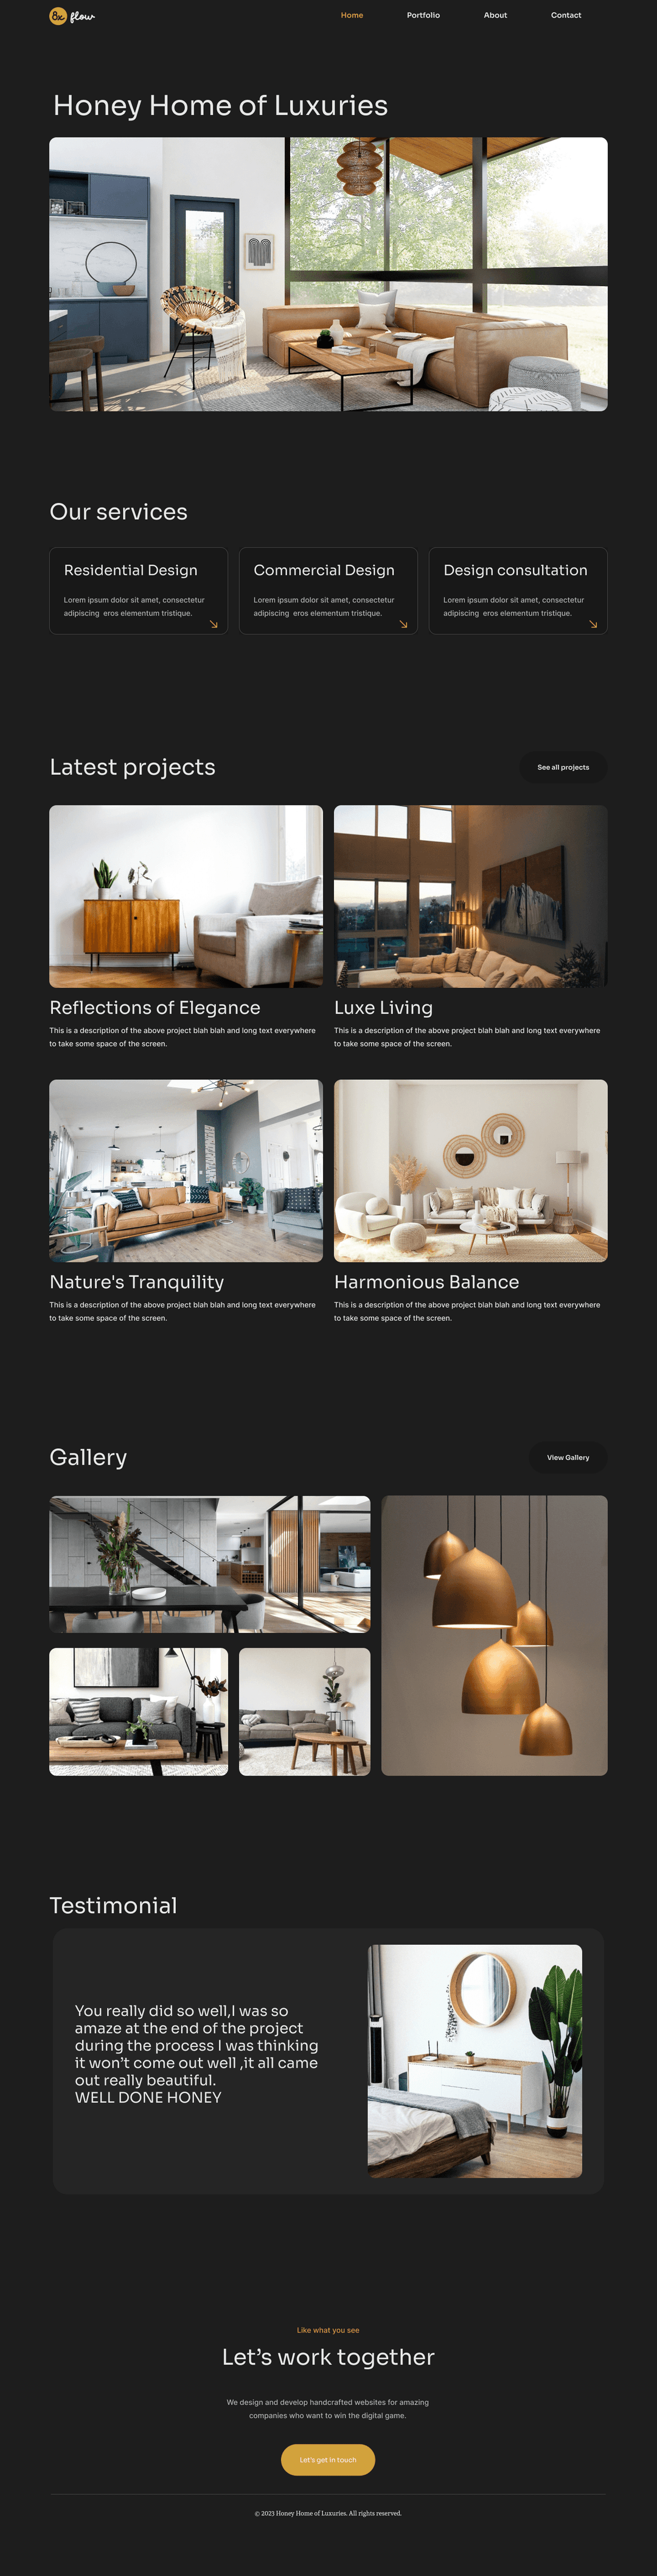 8x flow
Home
Portfolio
About
Contact
Honey Home of Luxuries
Our services
Residential Design
Lorem ipsum dolor sit amet, consectetur
adipiscing  eros elementum tristique.
Commercial Design
Lorem ipsum dolor sit amet, consectetur
adipiscing  eros elementum tristique.
Design consultation
Lorem ipsum dolor sit amet, consectetur
adipiscing  eros elementum tristique.
Latest projects
See all projects
Reflections of Elegance
This is a description of the above project blah blah and long text everywhere
to take some space of the screen.
Luxe Living
This is a description of the above project blah blah and long text everywhere
to take some space of the screen.
Nature's Tranquility
This is a description of the above project blah blah and long text everywhere
to take some space of the screen.
Harmonious Balance
This is a description of the above project blah blah and long text everywhere
to take some space of the screen.
Gallery
View Gallery
Testimonial
You really did so well,I was so
amaze at the end of the project
during the process I was thinking
it won’t come out well ,it all came
out really beautiful.
WELL DONE HONEY
Like what you see
Let’s work together
We design and develop handcrafted websites for amazing
companies who want to win the digital game.
Let’s get in touch
© 2023 Honey Home of Luxuries. All rights reserved.